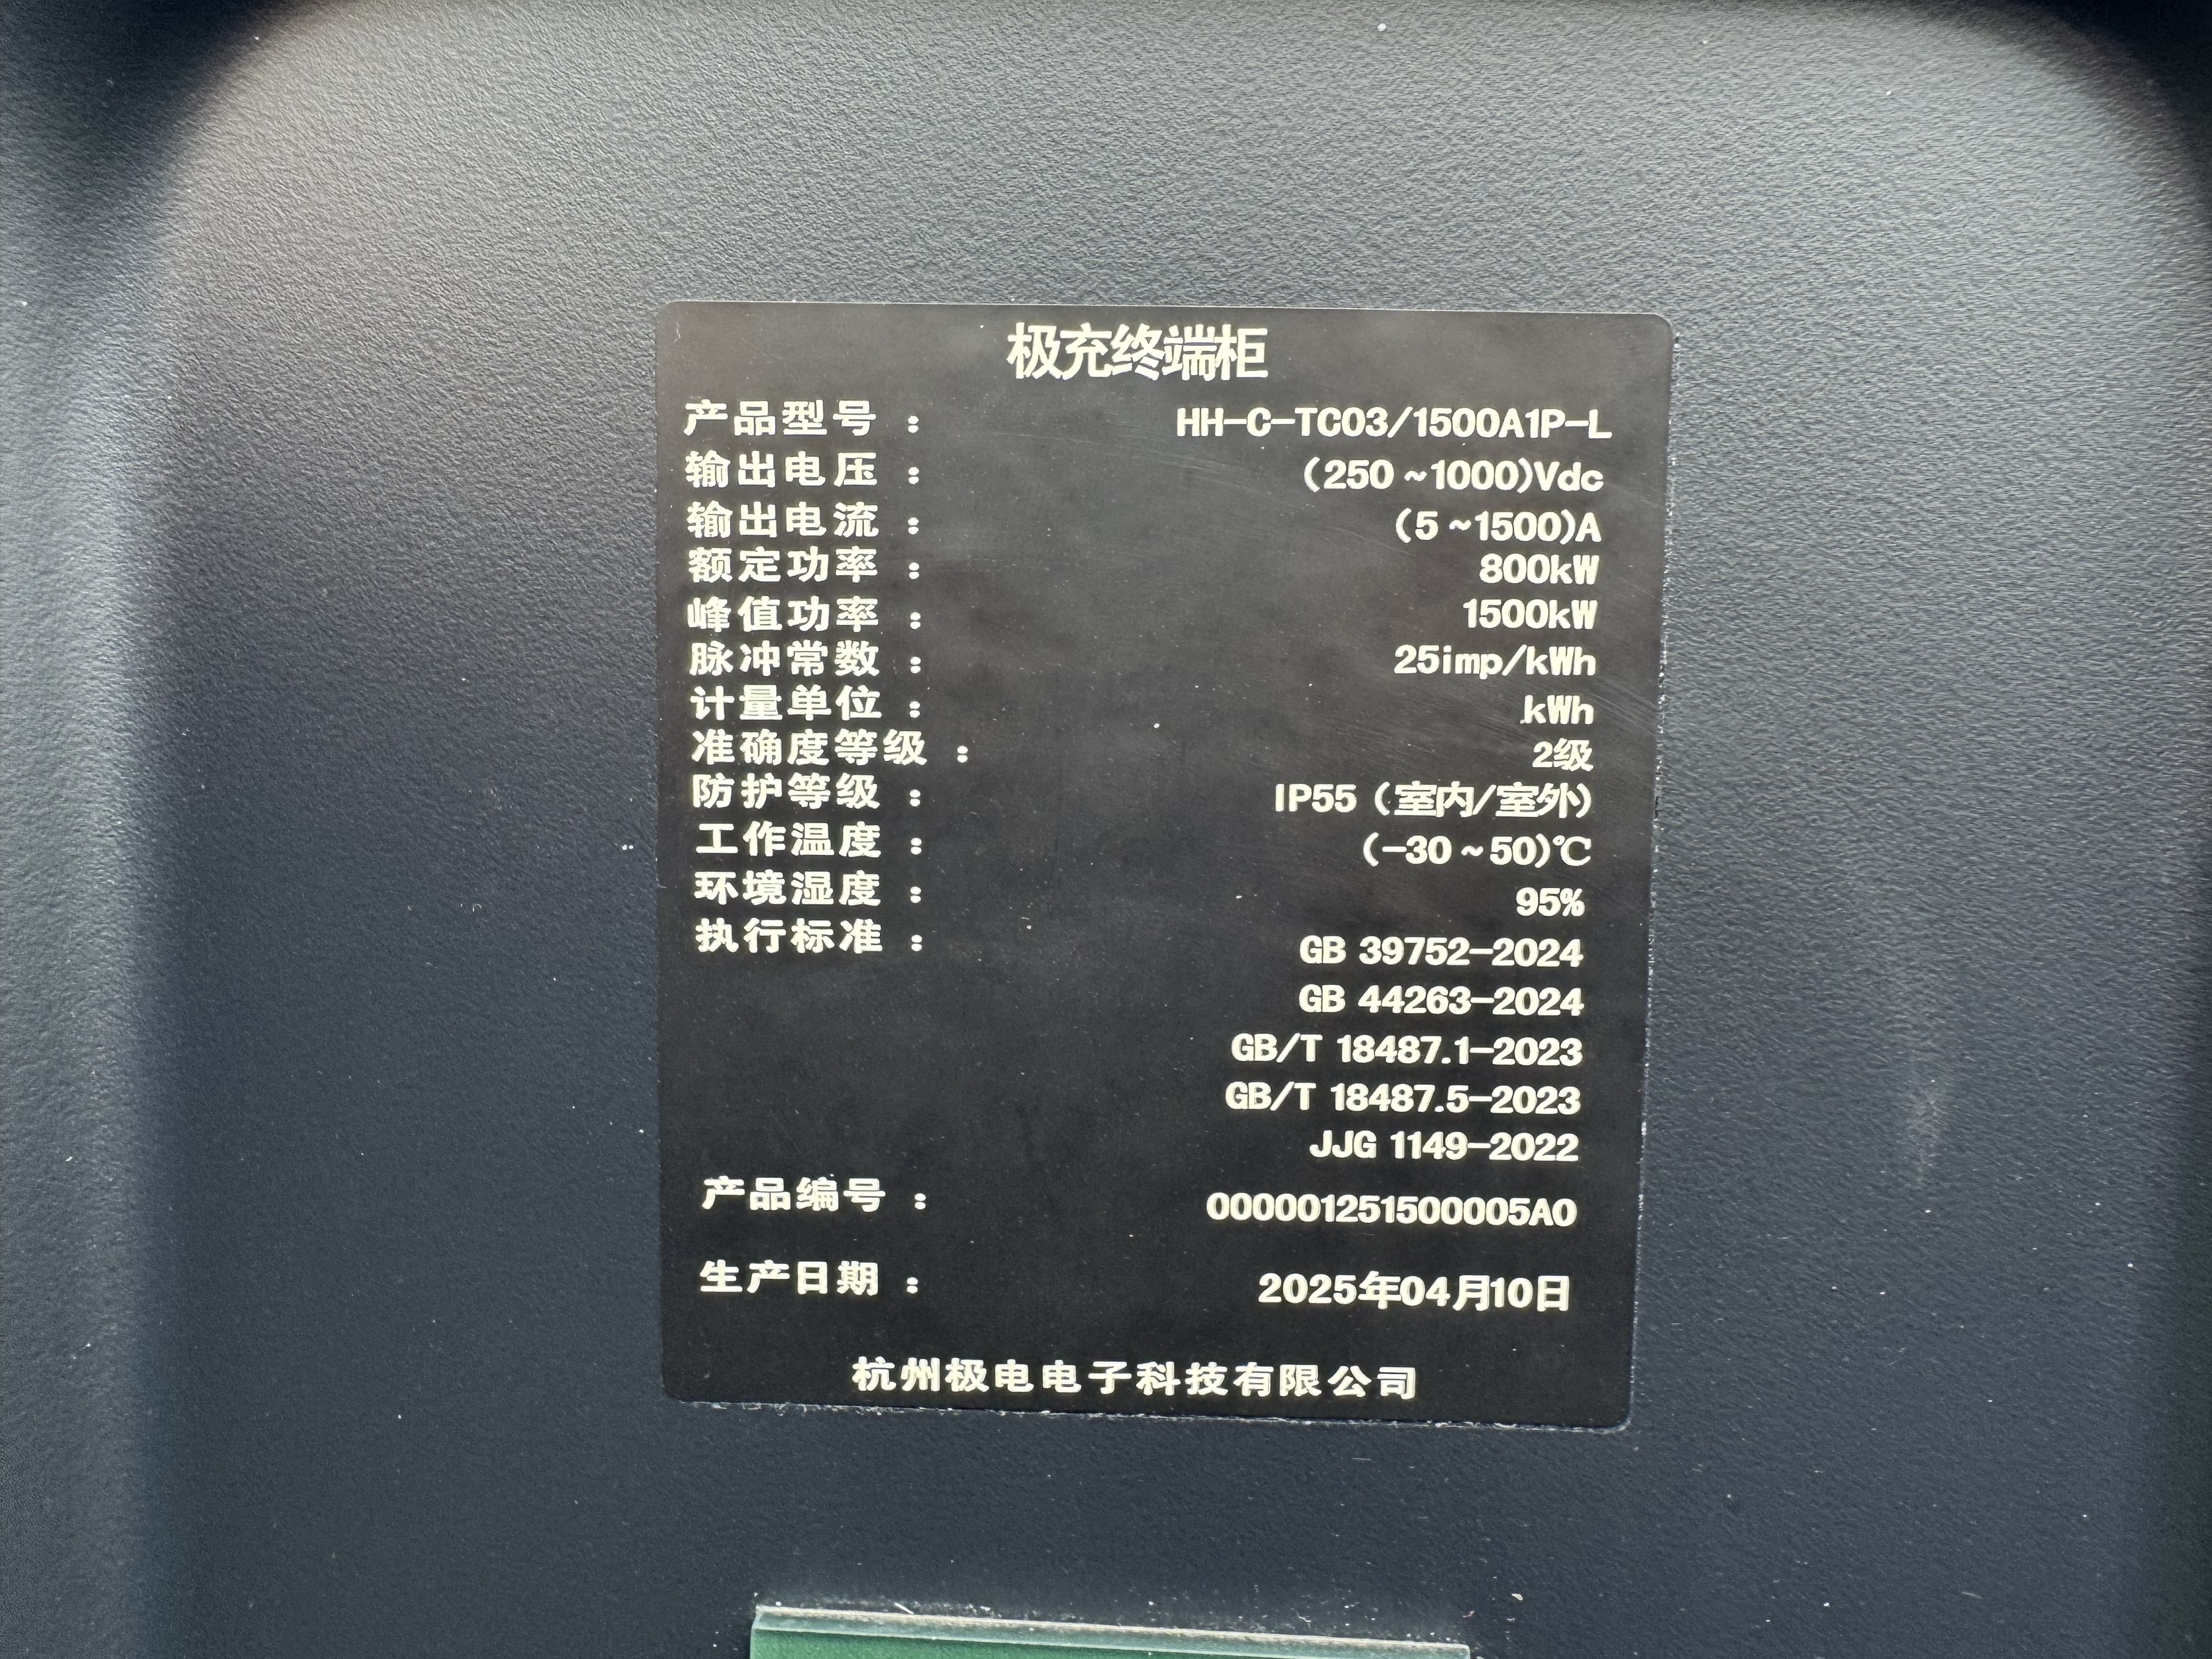 极充终端柜
产品型号： HH-C-TC03/1500A1P-L
输出电压： (250 ~1000)Vdc
输出电流： (5 ~1500)A
额定功率： 800kW
峰值功率： 1500kW
脉冲常数： 25imp/kWh
计量单位： kWh
准确度等级： 2级
防护等级： IP55（室内/室外）
工作温度： (-30 ~50)℃
环境湿度： 95%
执行标准： GB 39752-2024
GB 44263-2024
GB/T 18487.1-2023
GB/T 18487.5-2023
JJG 1149-2022
产品编号： 000001251500005A0
生产日期： 2025年04月10日
杭州极电电子科技有限公司